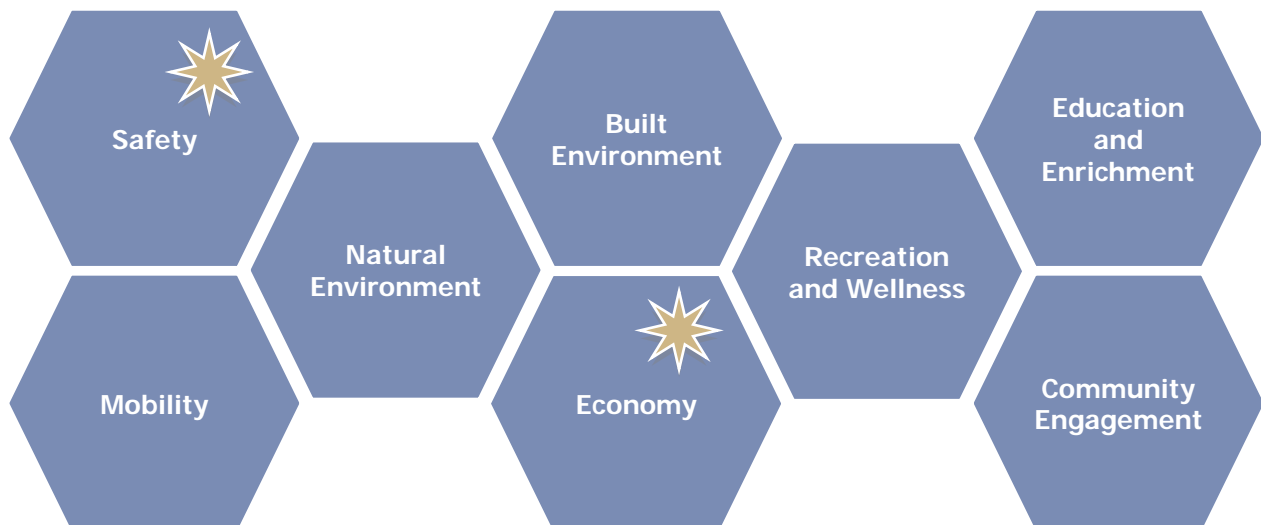 Safety
Mobility
Natural
Environment
Built
Environment
Economy
Recreation
and Wellness
Education
and
Enrichment
Community
Engagement